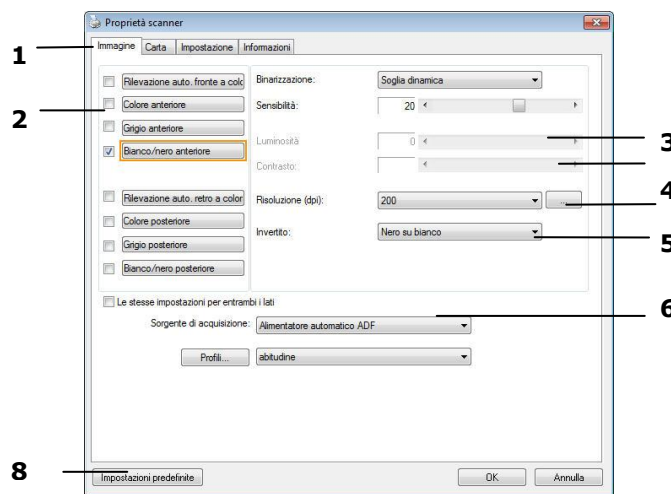 Proprietà scanner
1
Immagine Carta Impostazione Informazioni
Rilevazione auto. fronte a colo
Binarizzazione: Soglia dinamica
2
Colore anteriore
Sensibilità: 20
Grigio anteriore
3
Luminosità 0
Bianco/nero anteriore
Contrasto:
4
Rilevazione auto. retro a color
Risoluzione (dpi): 200 ...
Colore posteriore
5
Invertito: Nero su bianco
Grigio posteriore
Bianco/nero posteriore
Le stesse impostazioni per entrambi i lati
6
Sorgente di acquisizione: Alimentatore automatico ADF
Profili... abitudine
8
Impostazioni predefinite OK Annulla